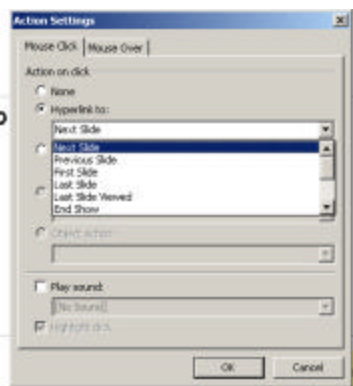 Action Settings
Mouse Click
Mouse Over
Action on click
None
Hyperlink to:
Next Slide
Next Slide
Previous Slide
First Slide
Last Slide
Last Slide Viewed
End Show
Object action:
Play sound:
[No Sound]
Highlight click
OK
Cancel